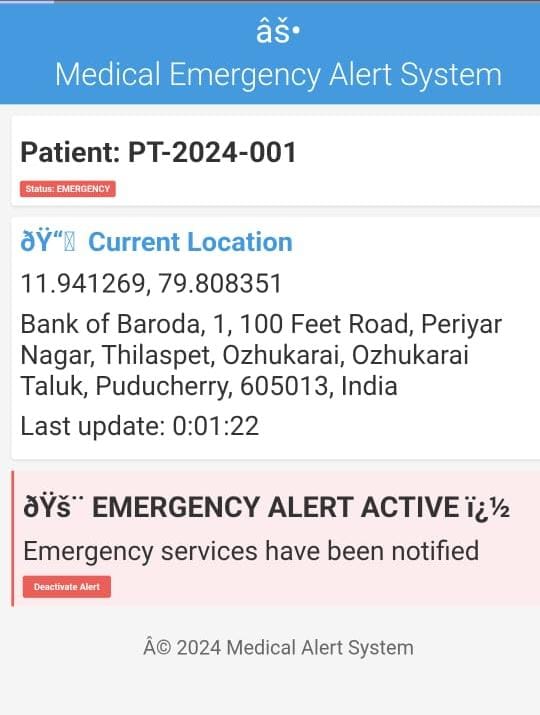 âš•
Medical Emergency Alert System
Patient: PT-2024-001
Status: EMERGENCY
ðŸ“ Current Location
11.941269, 79.808351
Bank of Baroda, 1, 100 Feet Road, Periyar
Nagar, Thilaspet, Ozhukarai, Ozhukarai
Taluk, Puducherry, 605013, India
Last update: 0:01:22
ðŸš¨ EMERGENCY ALERT ACTIVE ï¿½
Emergency services have been notified
Deactivate Alert
Â© 2024 Medical Alert System